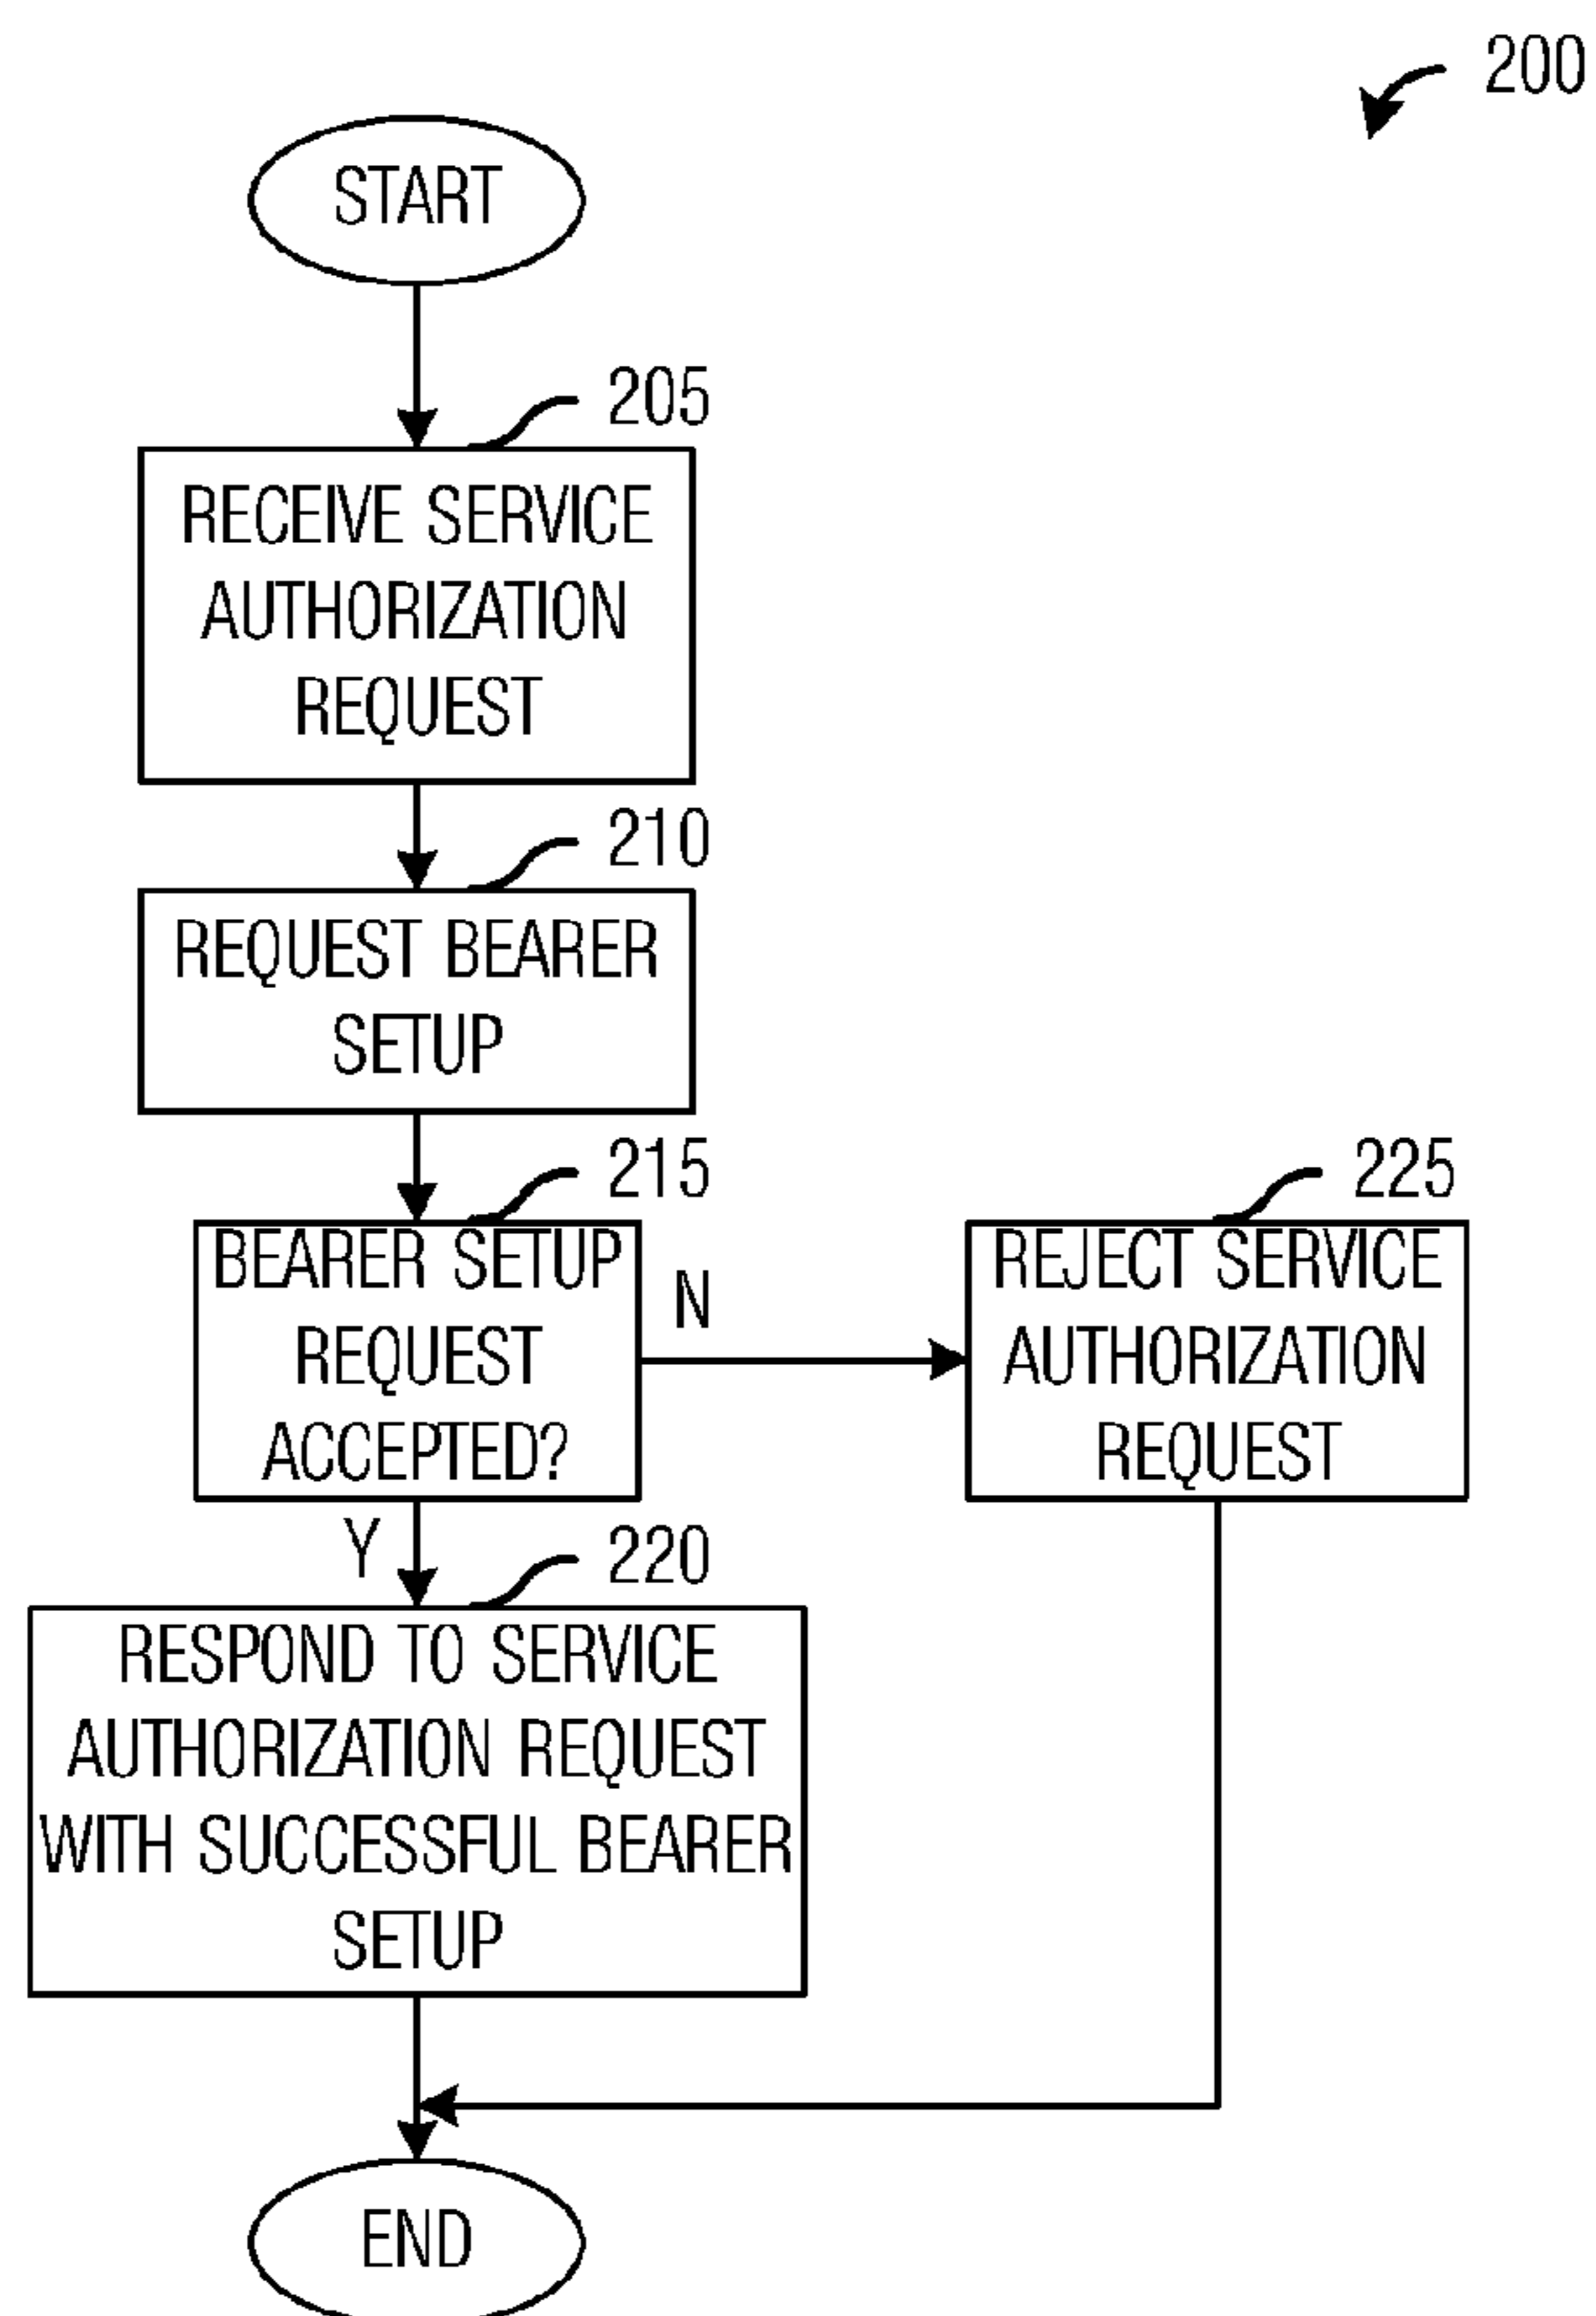 200
START
205
RECEIVE SERVICE
AUTHORIZATION
REQUEST
210
REQUEST BEARER
SETUP
215
BEARER SETUP
REQUEST
ACCEPTED?
N
225
REJECT SERVICE
AUTHORIZATION
REQUEST
Y
220
RESPOND TO SERVICE
AUTHORIZATION REQUEST
WITH SUCCESSFUL BEARER
SETUP
END